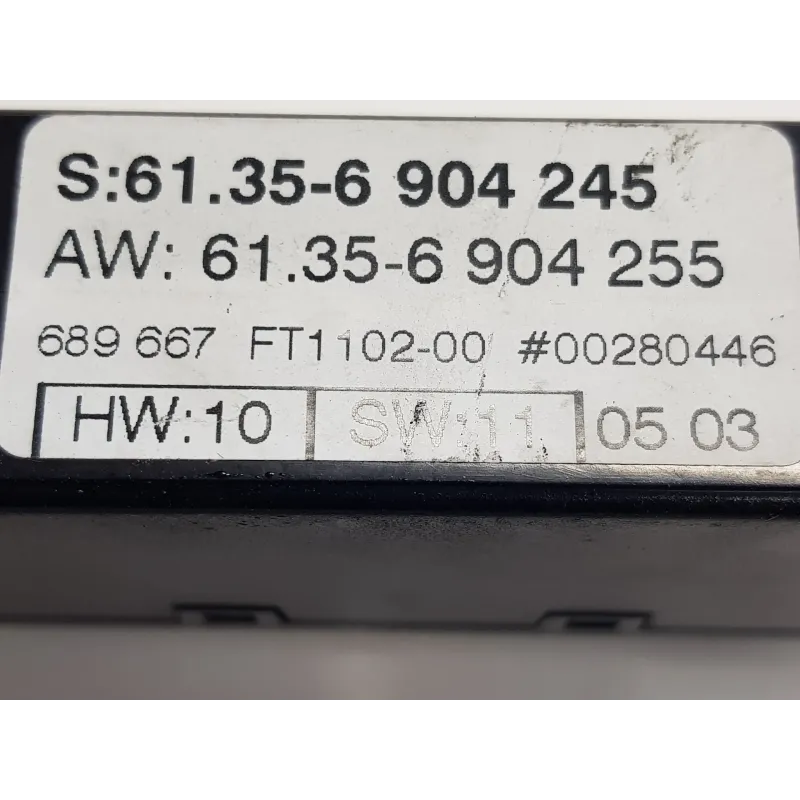 S:61.35-6 904 245
AW: 61.35-6 904 255
689 667 FT1102-00 #00280446
HW:10 SW:11 05 03